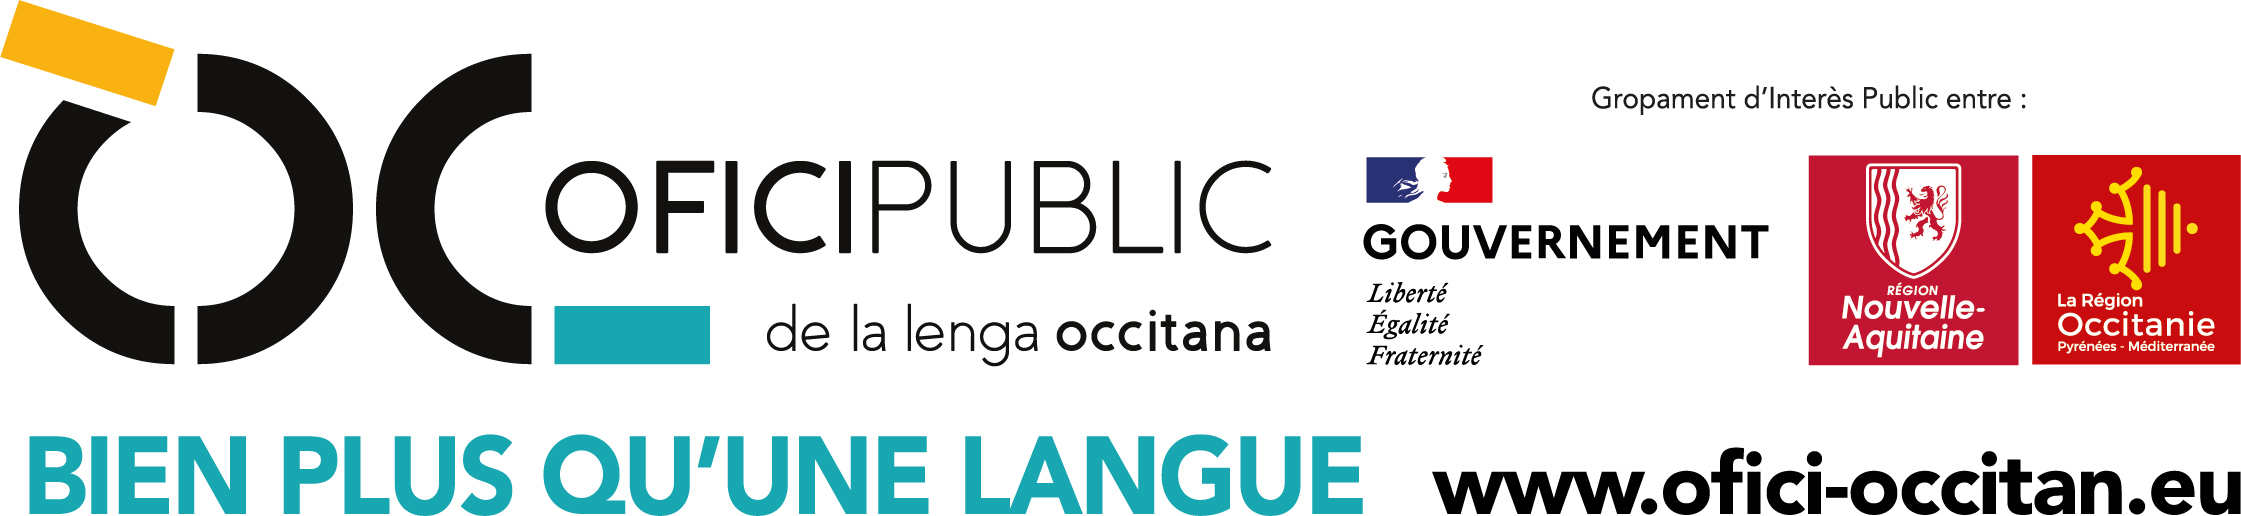 ÒC
OFICIPUBLIC
de la lenga occitana
Gropament d'Interès Public entre :
GOUVERNEMENT
Liberté
Égalité
Fraternité
RÉGION
Nouvelle-
Aquitaine
La Région
Occitanie
Pyrénées - Méditerranée
BIEN PLUS QU'UNE LANGUE
www.ofici-occitan.eu